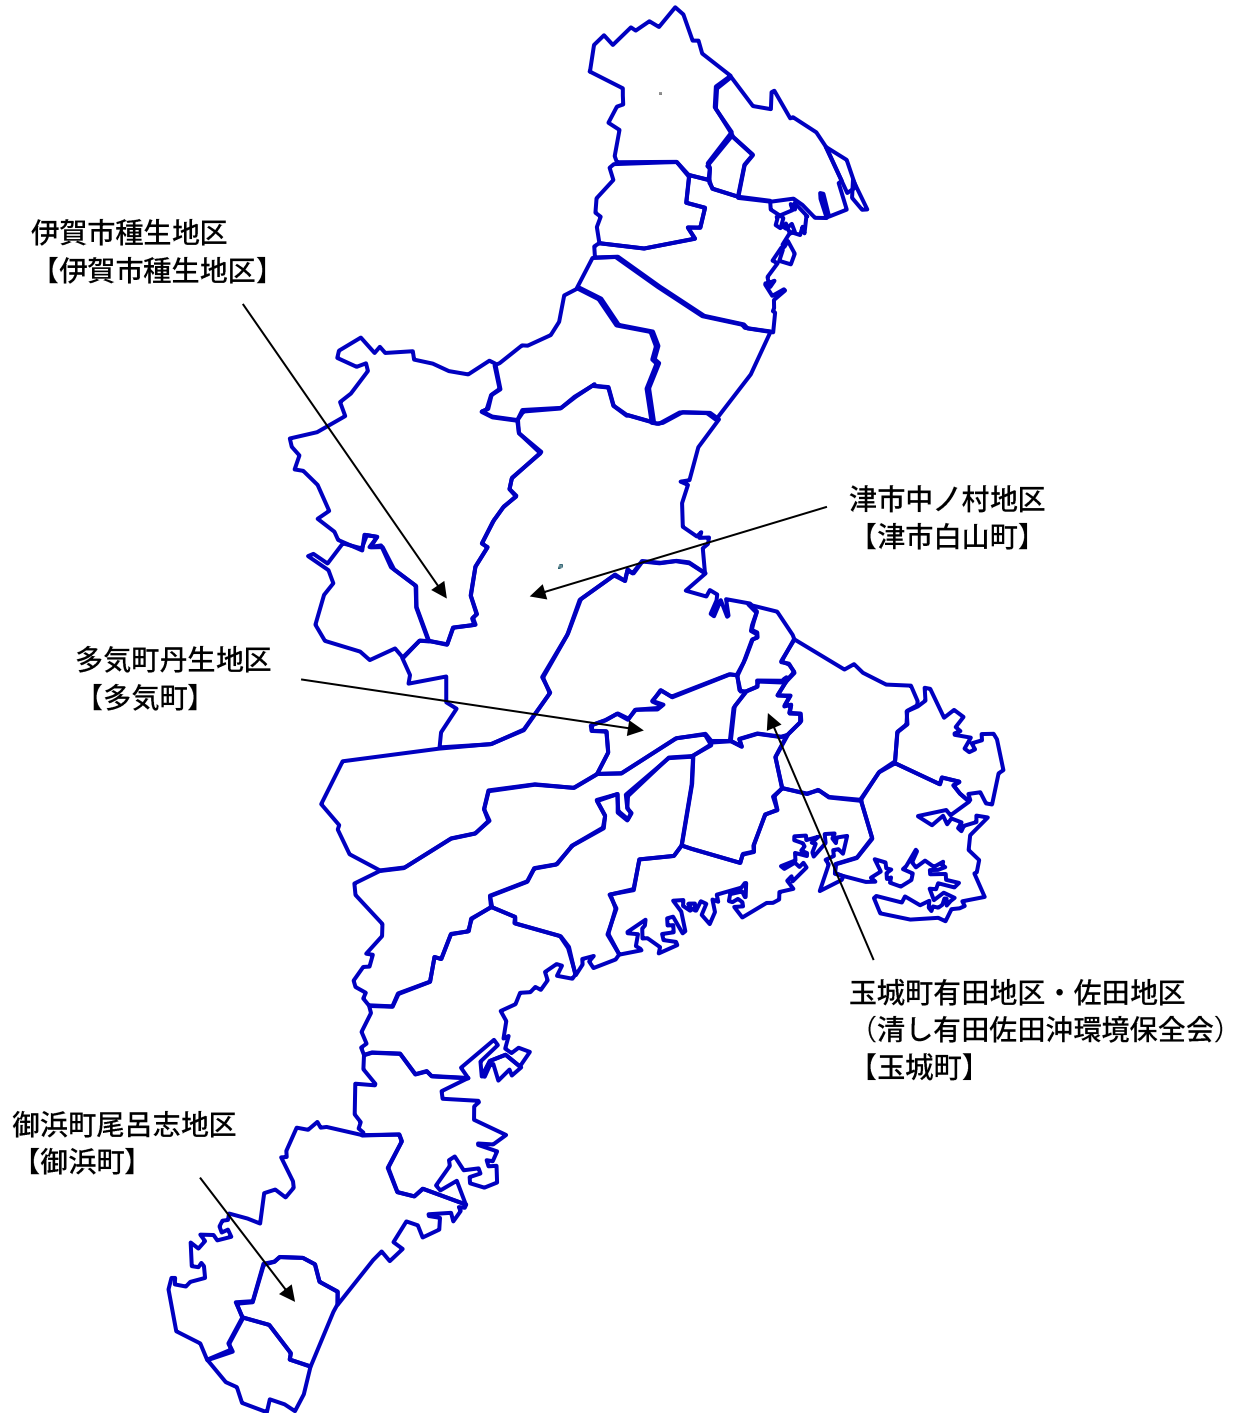 伊賀市種生地区
【伊賀市種生地区】
津市中ノ村地区
【津市白山町】
多気町丹生地区
【多気町】
玉城町有田地区・佐田地区
（清し有田佐田沖環境保全会）
【玉城町】
御浜町尾呂志地区
【御浜町】